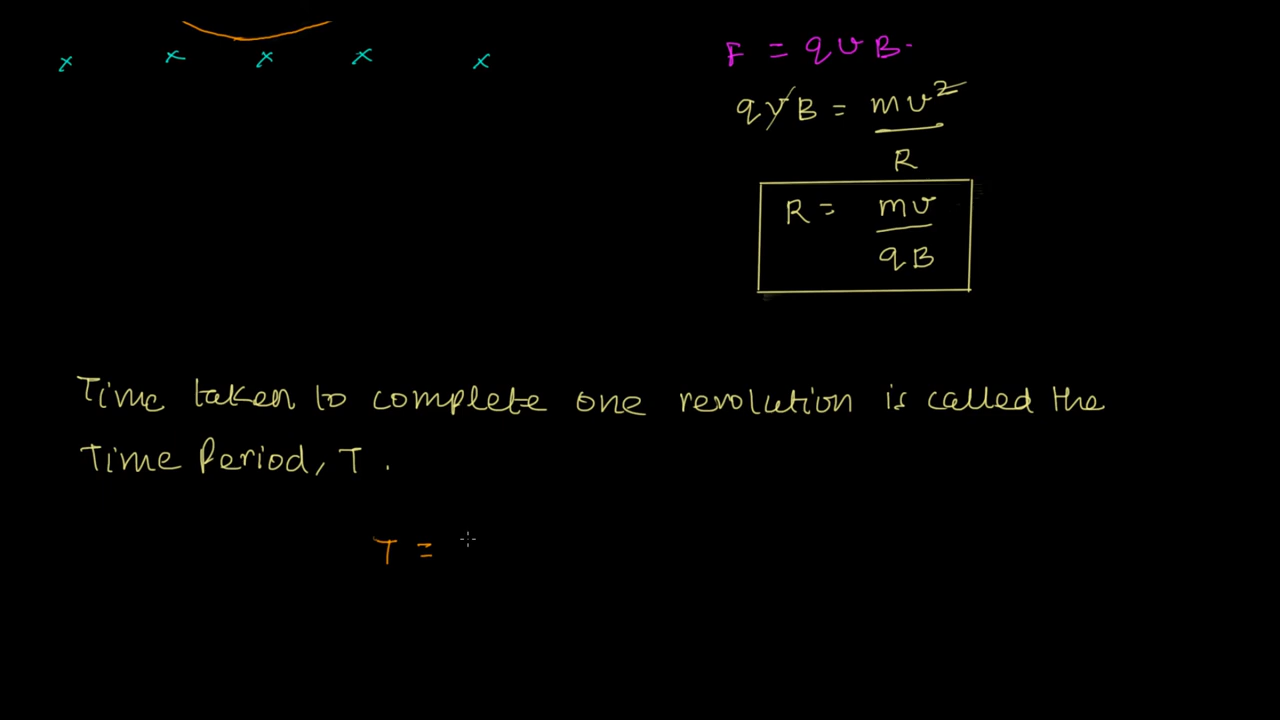 x x x x x
F = qvB.
qvB = mv²
R
R = mv
qB
Time taken to complete one revolution is called the
Time Period, T.
T =